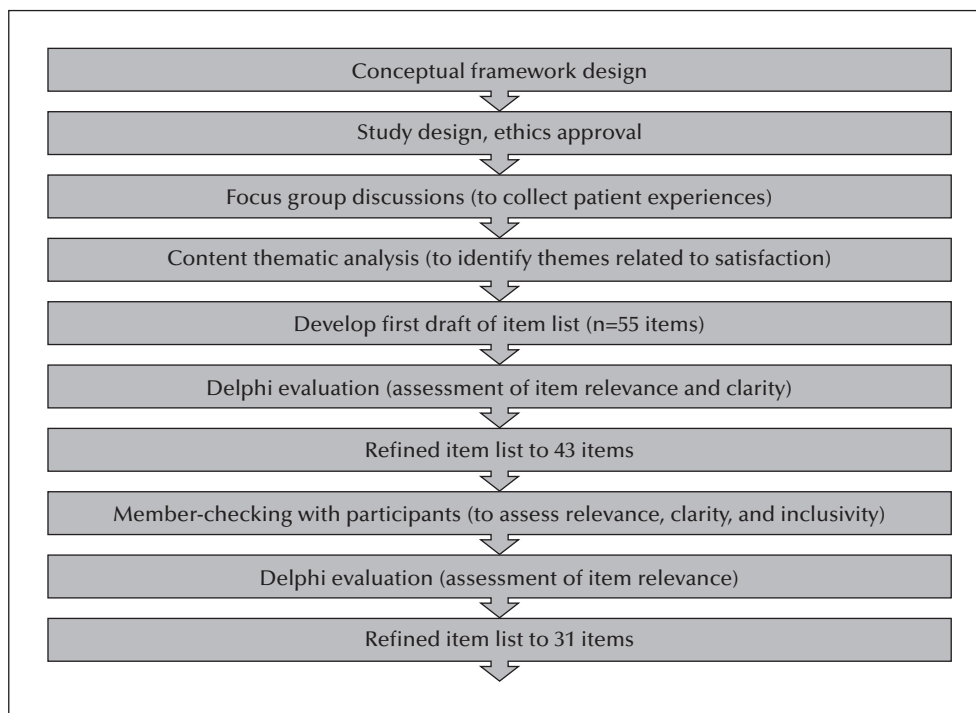 Conceptual framework design
Study design, ethics approval
Focus group discussions (to collect patient experiences)
Content thematic analysis (to identify themes related to satisfaction)
Develop first draft of item list (n=55 items)
Delphi evaluation (assessment of item relevance and clarity)
Refined item list to 43 items
Member-checking with participants (to assess relevance, clarity, and inclusivity)
Delphi evaluation (assessment of item relevance)
Refined item list to 31 items